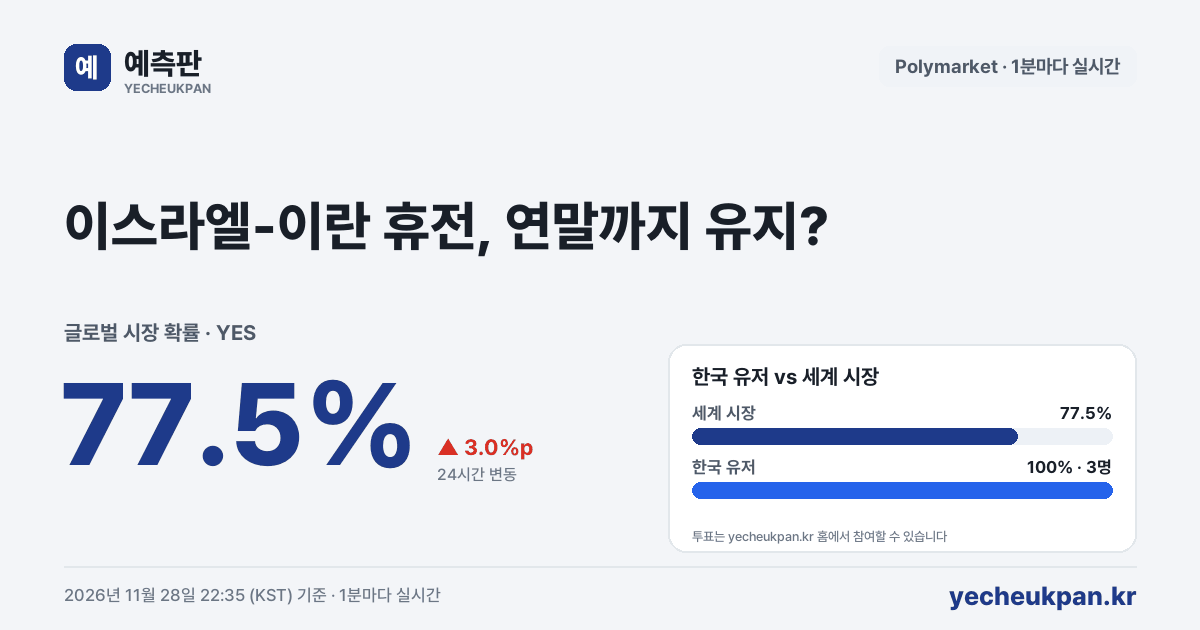 예
예측판
YECHEUKPAN
Polymarket · 1분마다 실시간
이스라엘-이란 휴전, 연말까지 유지?
글로벌 시장 확률 · YES
77.5%
▲ 3.0%p
24시간 변동
한국 유저 vs 세계 시장
세계 시장 77.5%
한국 유저 100% · 3명
투표는 yecheukpan.kr 홈에서 참여할 수 있습니다
2026년 11월 28일 22:35 (KST) 기준 · 1분마다 실시간
yecheukpan.kr